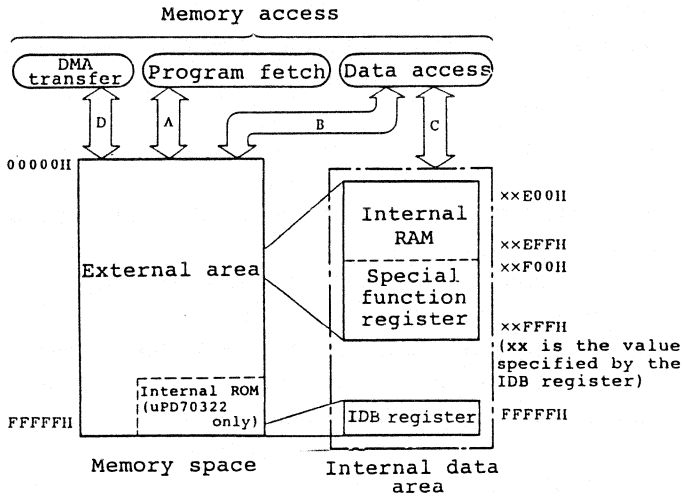 Memory access
DMA
transfer
Program fetch
Data access
D
A
B
C
00000H
××E00H
Internal
RAM
××EFFH
××F00H
External area
Special
function
register
××FFFH
(xx is the value
specified by the
IDB register)
Internal ROM
(uPD70322
only)
FFFFFH
IDB register
FFFFFH
Memory space
Internal data
area